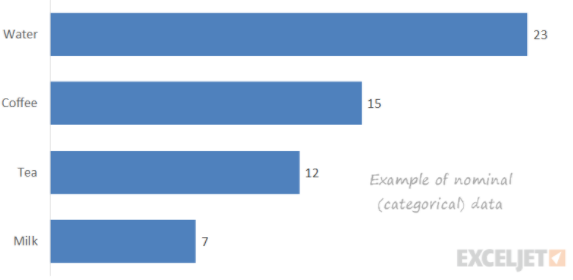 Water 23
Coffee 15
Tea 12
Example of nominal
(categorical) data
Milk 7
EXCELJET